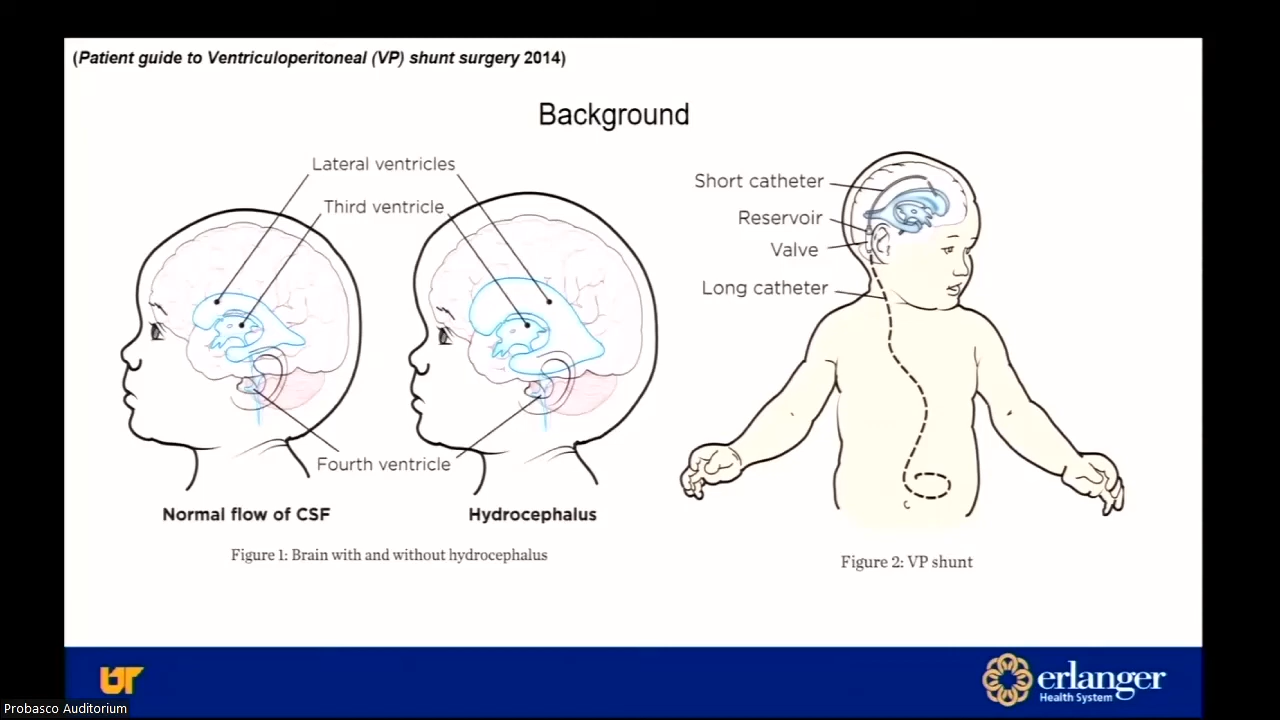 (Patient guide to Ventriculoperitoneal (VP) shunt surgery 2014)
Background
Lateral ventricles
Third ventricle
Fourth ventricle
Normal flow of CSF
Hydrocephalus
Figure 1: Brain with and without hydrocephalus
Short catheter
Reservoir
Valve
Long catheter
Figure 2: VP shunt
UT
erlanger
Health System
Probasco Auditorium